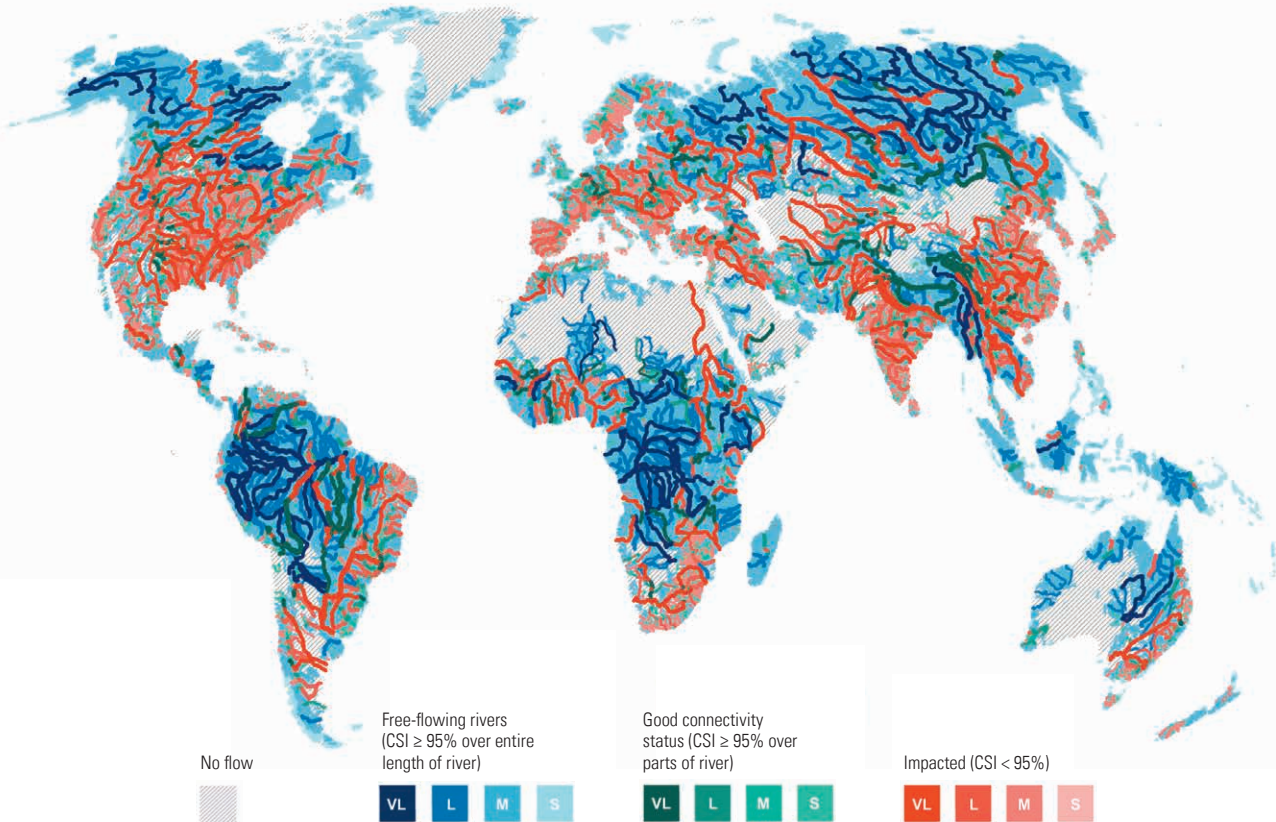 No flow
Free-flowing rivers
(CSI ≥ 95% over entire
length of river)
Good connectivity
status (CSI ≥ 95% over
parts of river)
Impacted (CSI < 95%)
VL L M S
VL L M S
VL L M S